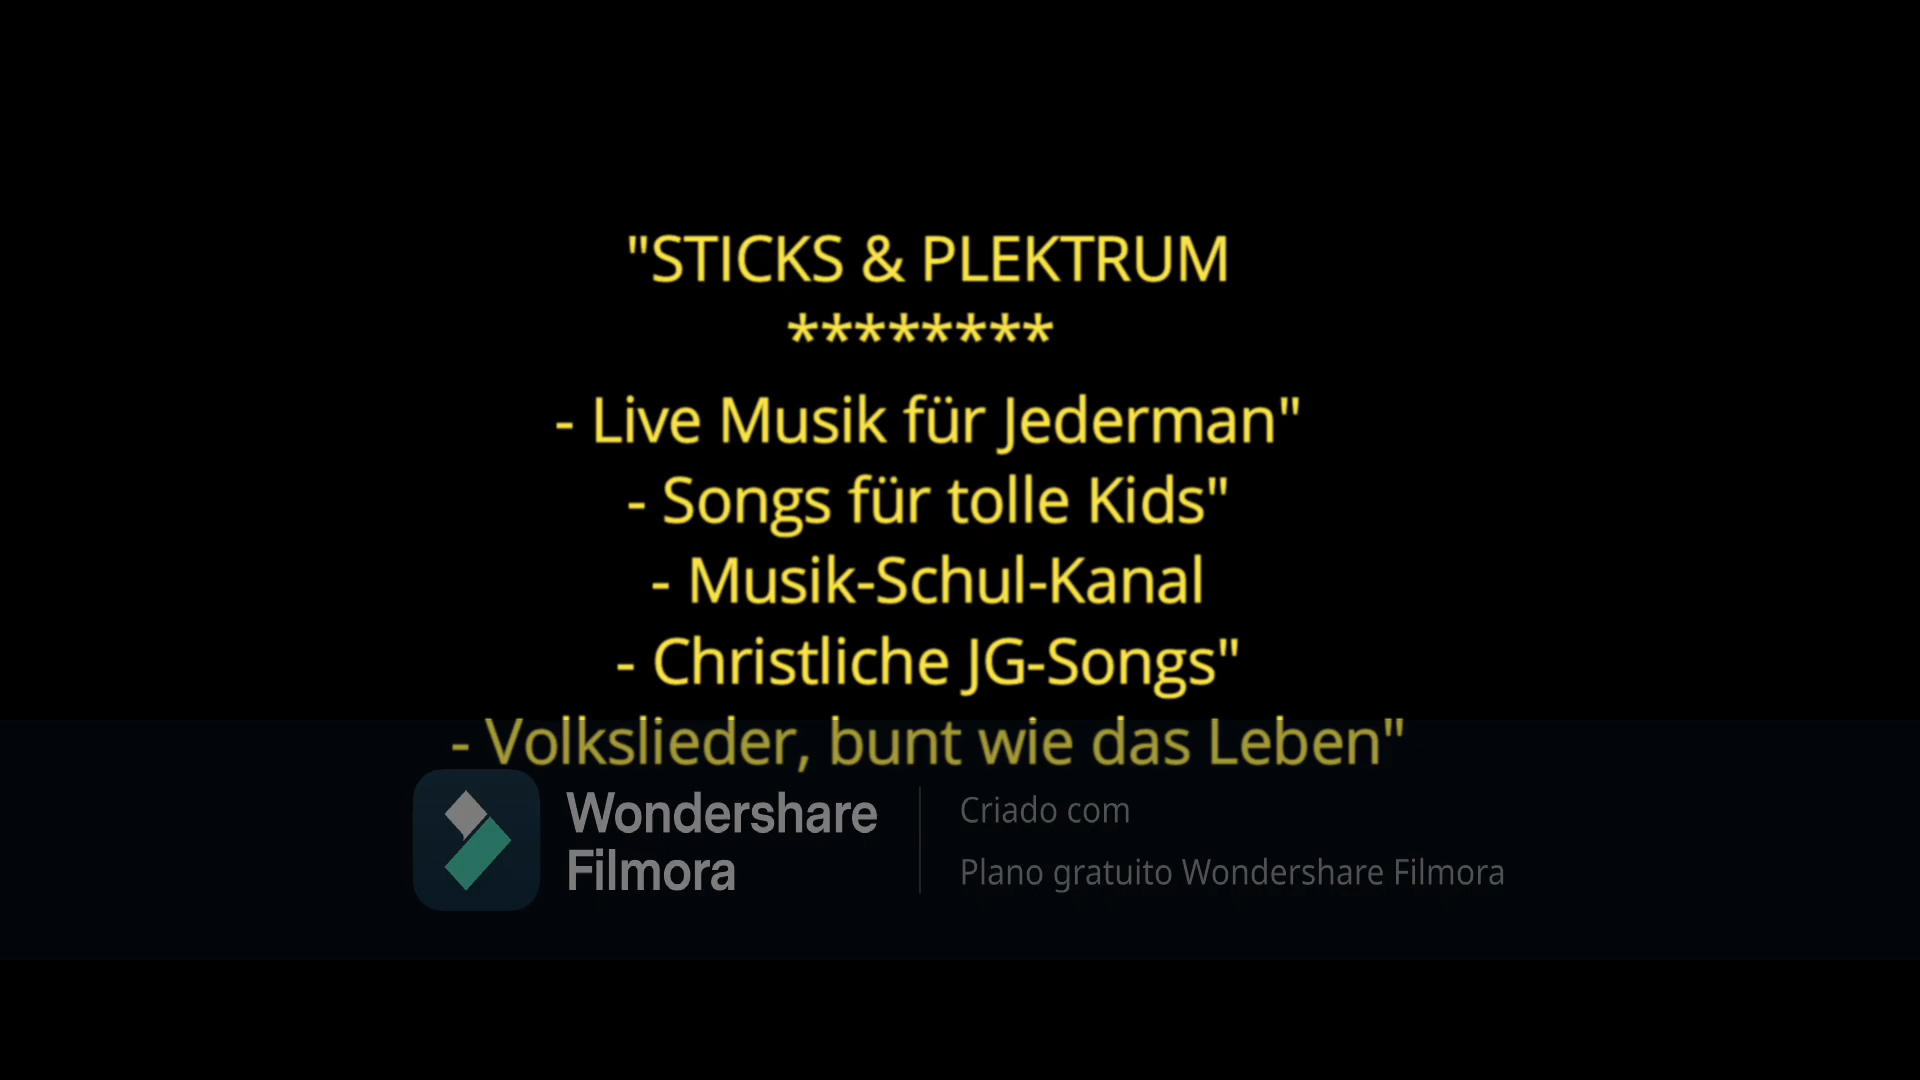 "STICKS & PLEKTRUM
********
- Live Musik für Jederman"
- Songs für tolle Kids"
- Musik-Schul-Kanal
- Christliche JG-Songs"
- Volkslieder, bunt wie das Leben"
Wondershare
Filmora
Criado com
Plano gratuito Wondershare Filmora